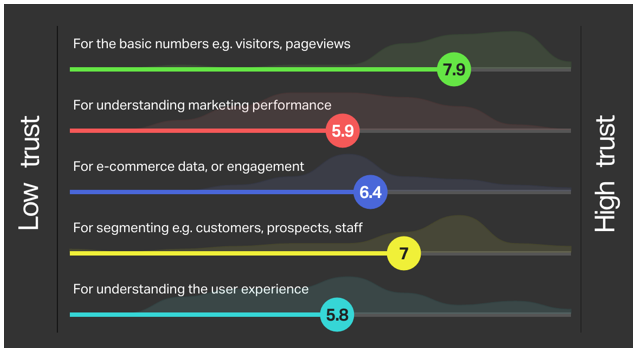 Low trust
For the basic numbers e.g. visitors, pageviews
7.9
For understanding marketing performance
5.9
For e-commerce data, or engagement
6.4
For segmenting e.g. customers, prospects, staff
7
For understanding the user experience
5.8
High trust